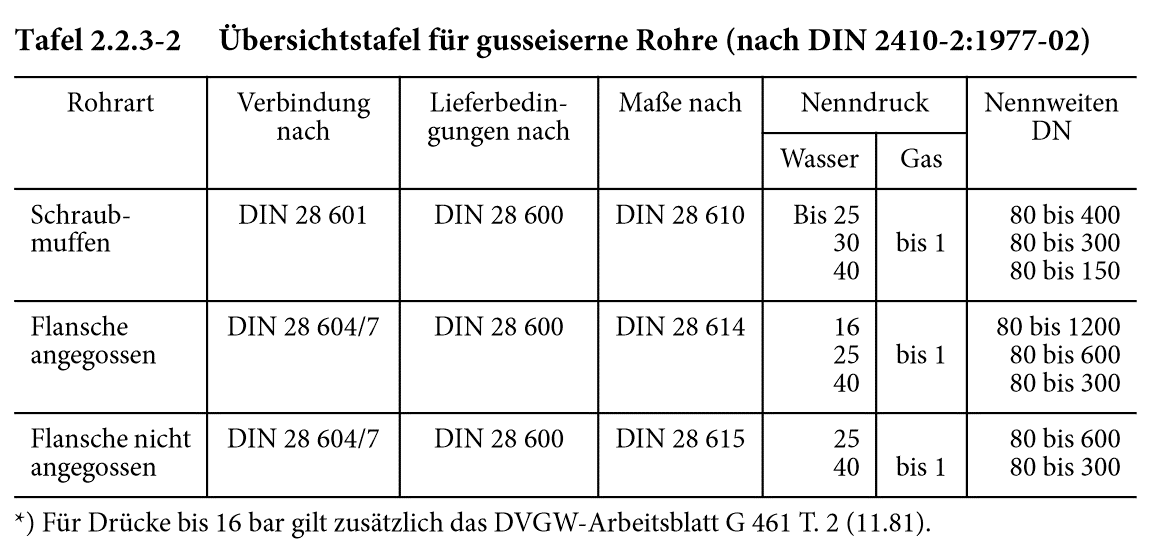 Tafel 2.2.3-2 Übersichtstafel für gusseiserne Rohre (nach DIN 2410-2:1977-02)
Rohrart Verbindung nach Lieferbedin-gungen nach Maße nach Nenndruck Nennweiten DN
Wasser Gas
Schraub- DIN 28 601 DIN 28 600 DIN 28 610 Bis 25 80 bis 400
muffen 30 bis 1 80 bis 300
40 80 bis 150
Flansche DIN 28 604/7 DIN 28 600 DIN 28 614 16 80 bis 1200
angegossen 25 bis 1 80 bis 600
40 80 bis 300
Flansche nicht DIN 28 604/7 DIN 28 600 DIN 28 615 25 80 bis 600
angegossen 40 bis 1 80 bis 300
*) Für Drücke bis 16 bar gilt zusätzlich das DVGW-Arbeitsblatt G 461 T. 2 (11.81).